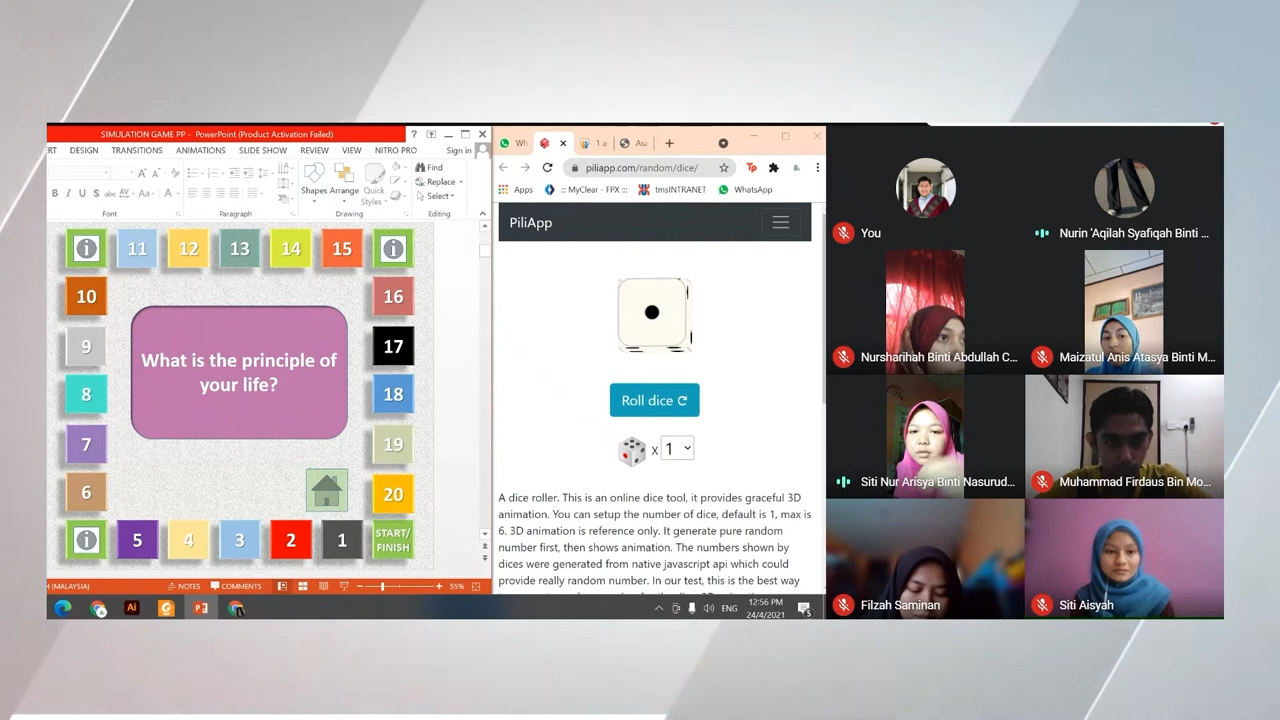 SIMULATION GAME PP - PowerPoint (Product Activation Failed)
DESIGN TRANSITIONS ANIMATIONS SLIDE SHOW REVIEW VIEW NITRO PRO Sign in
Shapes Arrange Quick Styles
Find
Replace
Select
Font Paragraph Drawing Editing
11 12 13 14 15
10 16
9 17
8 18
7 19
6 20
What is the principle of
your life?
5 4 3 2 1 START/
FINISH
(MALAYSIA) NOTES COMMENTS 55%
piliapp.com/random/dice/
Apps ::: MyClear - FPX ::: tmsINTRANET WhatsApp
PiliApp
Roll dice
x 1
A dice roller. This is an online dice tool, it provides graceful 3D
animation. You can setup the number of dice, default is 1, max is
6. 3D animation is reference only. It generate pure random
number first, then shows animation. The numbers shown by
dices were generated from native javascript api which could
provide really random number. In our test, this is the best way
ENG 12:56 PM
24/4/2021
You
Nurin 'Aqilah Syafiqah Binti ...
Nursharihah Binti Abdullah C...
Maizatul Anis Atasya Binti M...
Siti Nur Arisya Binti Nasurud...
Muhammad Firdaus Bin Mo...
Filzah Saminan
Siti Aisyah